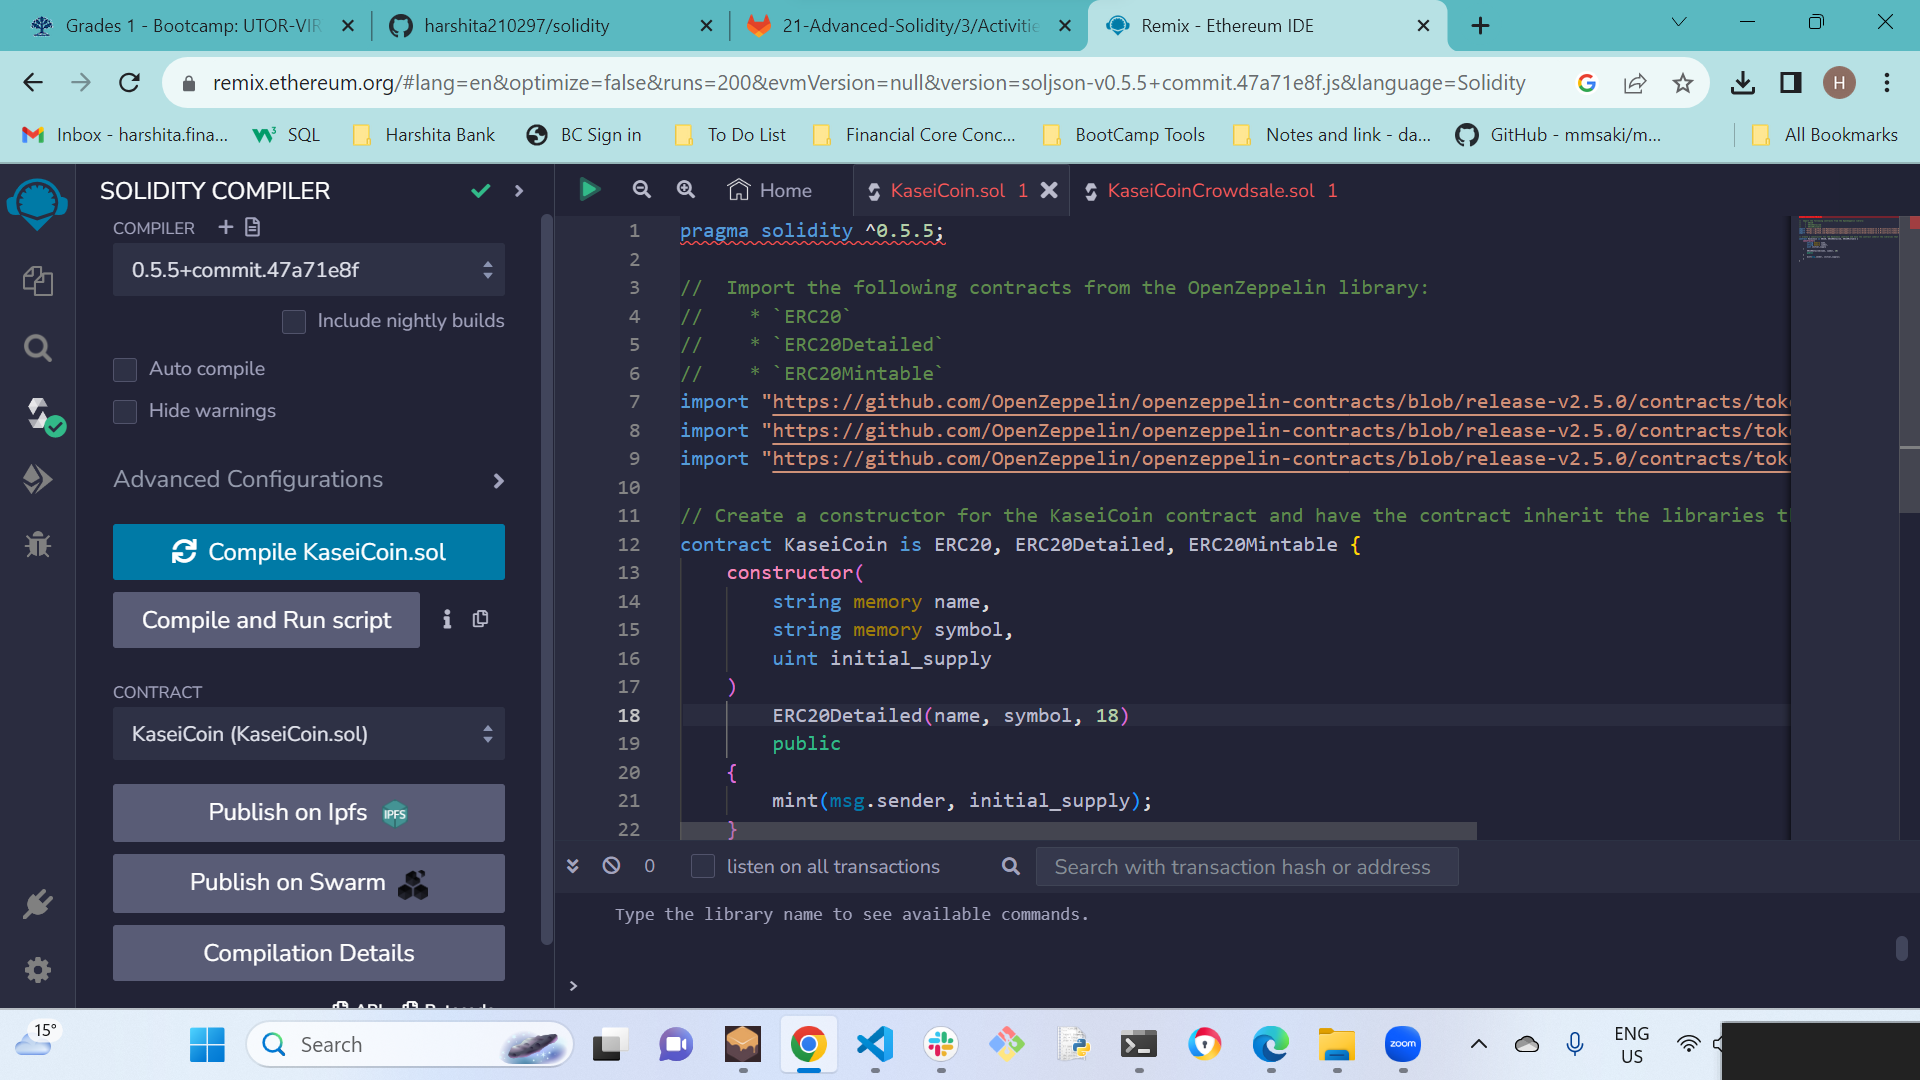 Grades 1 - Bootcamp: UTOR-VIR
harshita210297/solidity
21-Advanced-Solidity/3/Activitie
Remix - Ethereum IDE
remix.ethereum.org/#lang=en&optimize=false&runs=200&evmVersion=null&version=soljson-v0.5.5+commit.47a71e8f.js&language=Solidity
H
Inbox - harshita.fina...
SQL
Harshita Bank
BC Sign in
To Do List
Financial Core Conc...
BootCamp Tools
Notes and link - da...
GitHub - mmsaki/m...
All Bookmarks
SOLIDITY COMPILER
COMPILER
0.5.5+commit.47a71e8f
Include nightly builds
Auto compile
Hide warnings
Advanced Configurations
Compile KaseiCoin.sol
Compile and Run script
CONTRACT
KaseiCoin (KaseiCoin.sol)
Publish on Ipfs IPFS
Publish on Swarm
Compilation Details
Home
KaseiCoin.sol 1
KaseiCoinCrowdsale.sol 1
1 pragma solidity ^0.5.5;
2
3 //  Import the following contracts from the OpenZeppelin library:
4 //    * `ERC20`
5 //    * `ERC20Detailed`
6 //    * `ERC20Mintable`
7 import "https://github.com/OpenZeppelin/openzeppelin-contracts/blob/release-v2.5.0/contracts/tok
8 import "https://github.com/OpenZeppelin/openzeppelin-contracts/blob/release-v2.5.0/contracts/tok
9 import "https://github.com/OpenZeppelin/openzeppelin-contracts/blob/release-v2.5.0/contracts/tok
10
11 // Create a constructor for the KaseiCoin contract and have the contract inherit the libraries t
12 contract KaseiCoin is ERC20, ERC20Detailed, ERC20Mintable {
13 constructor(
14 string memory name,
15 string memory symbol,
16 uint initial_supply
17 )
18 ERC20Detailed(name, symbol, 18)
19 public
20 {
21 mint(msg.sender, initial_supply);
22 }
0
listen on all transactions
Search with transaction hash or address
Type the library name to see available commands.
>
15°
Search
zoom
ENG
US